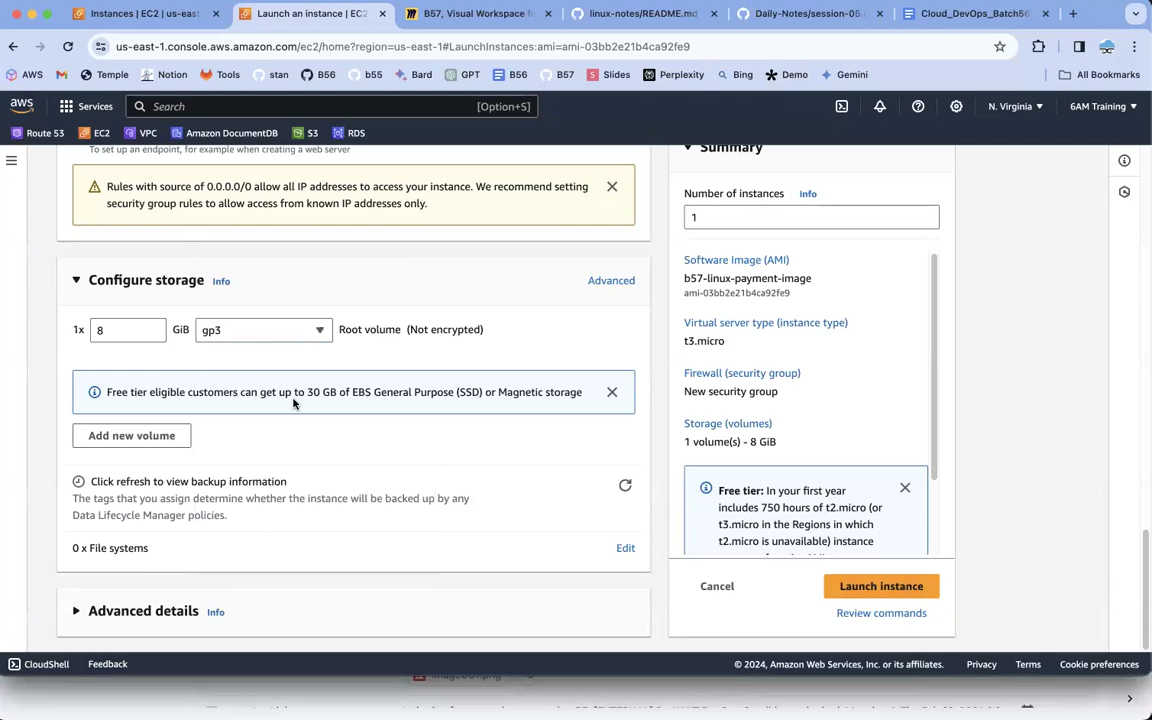 Instances | EC2 | us-east
Launch an instance | EC2 |
B57, Visual Workspace f
linux-notes/README.md
Daily-Notes/session-05.
Cloud_DevOps_Batch56
us-east-1.console.aws.amazon.com/ec2/home?region=us-east-1#LaunchInstances:ami=ami-03bb2e21b4ca92fe9
AWS
Temple
Notion
Tools
stan
B56
b55
Bard
GPT
B56
B57
Slides
Perplexity
Bing
Demo
Gemini
All Bookmarks
aws
Services
Search
[Option+S]
N. Virginia
6AM Training
Route 53
EC2
VPC
Amazon DocumentDB
S3
RDS
To set up an endpoint, for example when creating a web server
Rules with source of 0.0.0.0/0 allow all IP addresses to access your instance. We recommend setting
security group rules to allow access from known IP addresses only.
Configure storage
Info
Advanced
1x
8
GiB
gp3
Root volume (Not encrypted)
Free tier eligible customers can get up to 30 GB of EBS General Purpose (SSD) or Magnetic storage
Add new volume
Click refresh to view backup information
The tags that you assign determine whether the instance will be backed up by any
Data Lifecycle Manager policies.
0 x File systems
Edit
Advanced details
Info
Summary
Number of instances
Info
1
Software Image (AMI)
b57-linux-payment-image
ami-03bb2e21b4ca92fe9
Virtual server type (instance type)
t3.micro
Firewall (security group)
New security group
Storage (volumes)
1 volume(s) - 8 GiB
Free tier: In your first year
includes 750 hours of t2.micro (or
t3.micro in the Regions in which
t2.micro is unavailable) instance
Cancel
Launch instance
Review commands
CloudShell
Feedback
© 2024, Amazon Web Services, Inc. or its affiliates.
Privacy
Terms
Cookie preferences